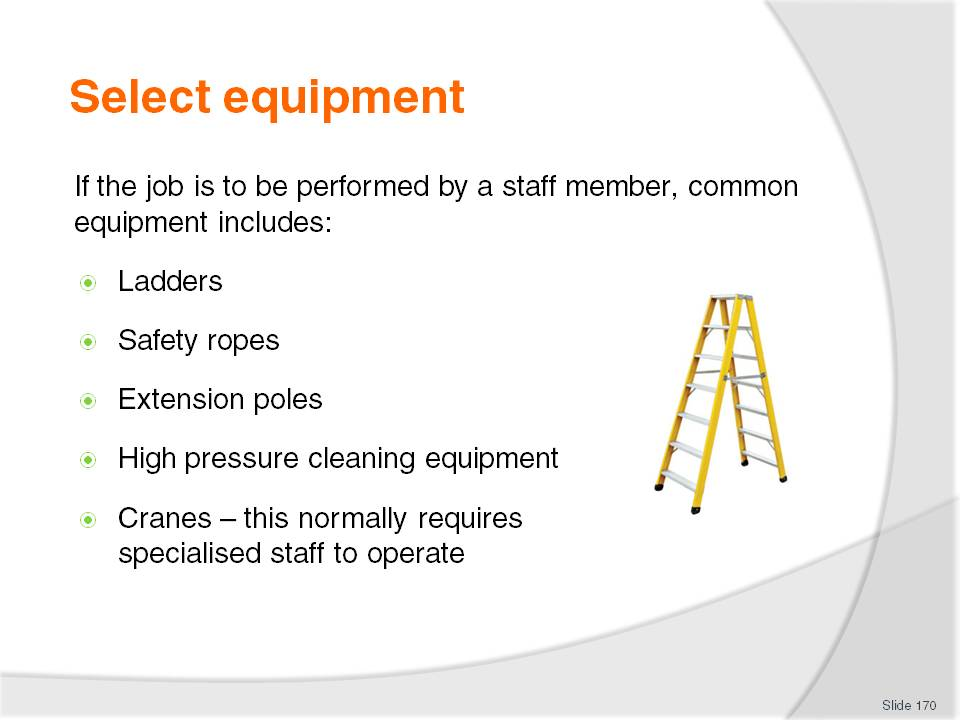 Select equipment
If the job is to be performed by a staff member, common
equipment includes:
Ladders
Safety ropes
Extension poles
High pressure cleaning equipment
Cranes – this normally requires
specialised staff to operate
Slide 170